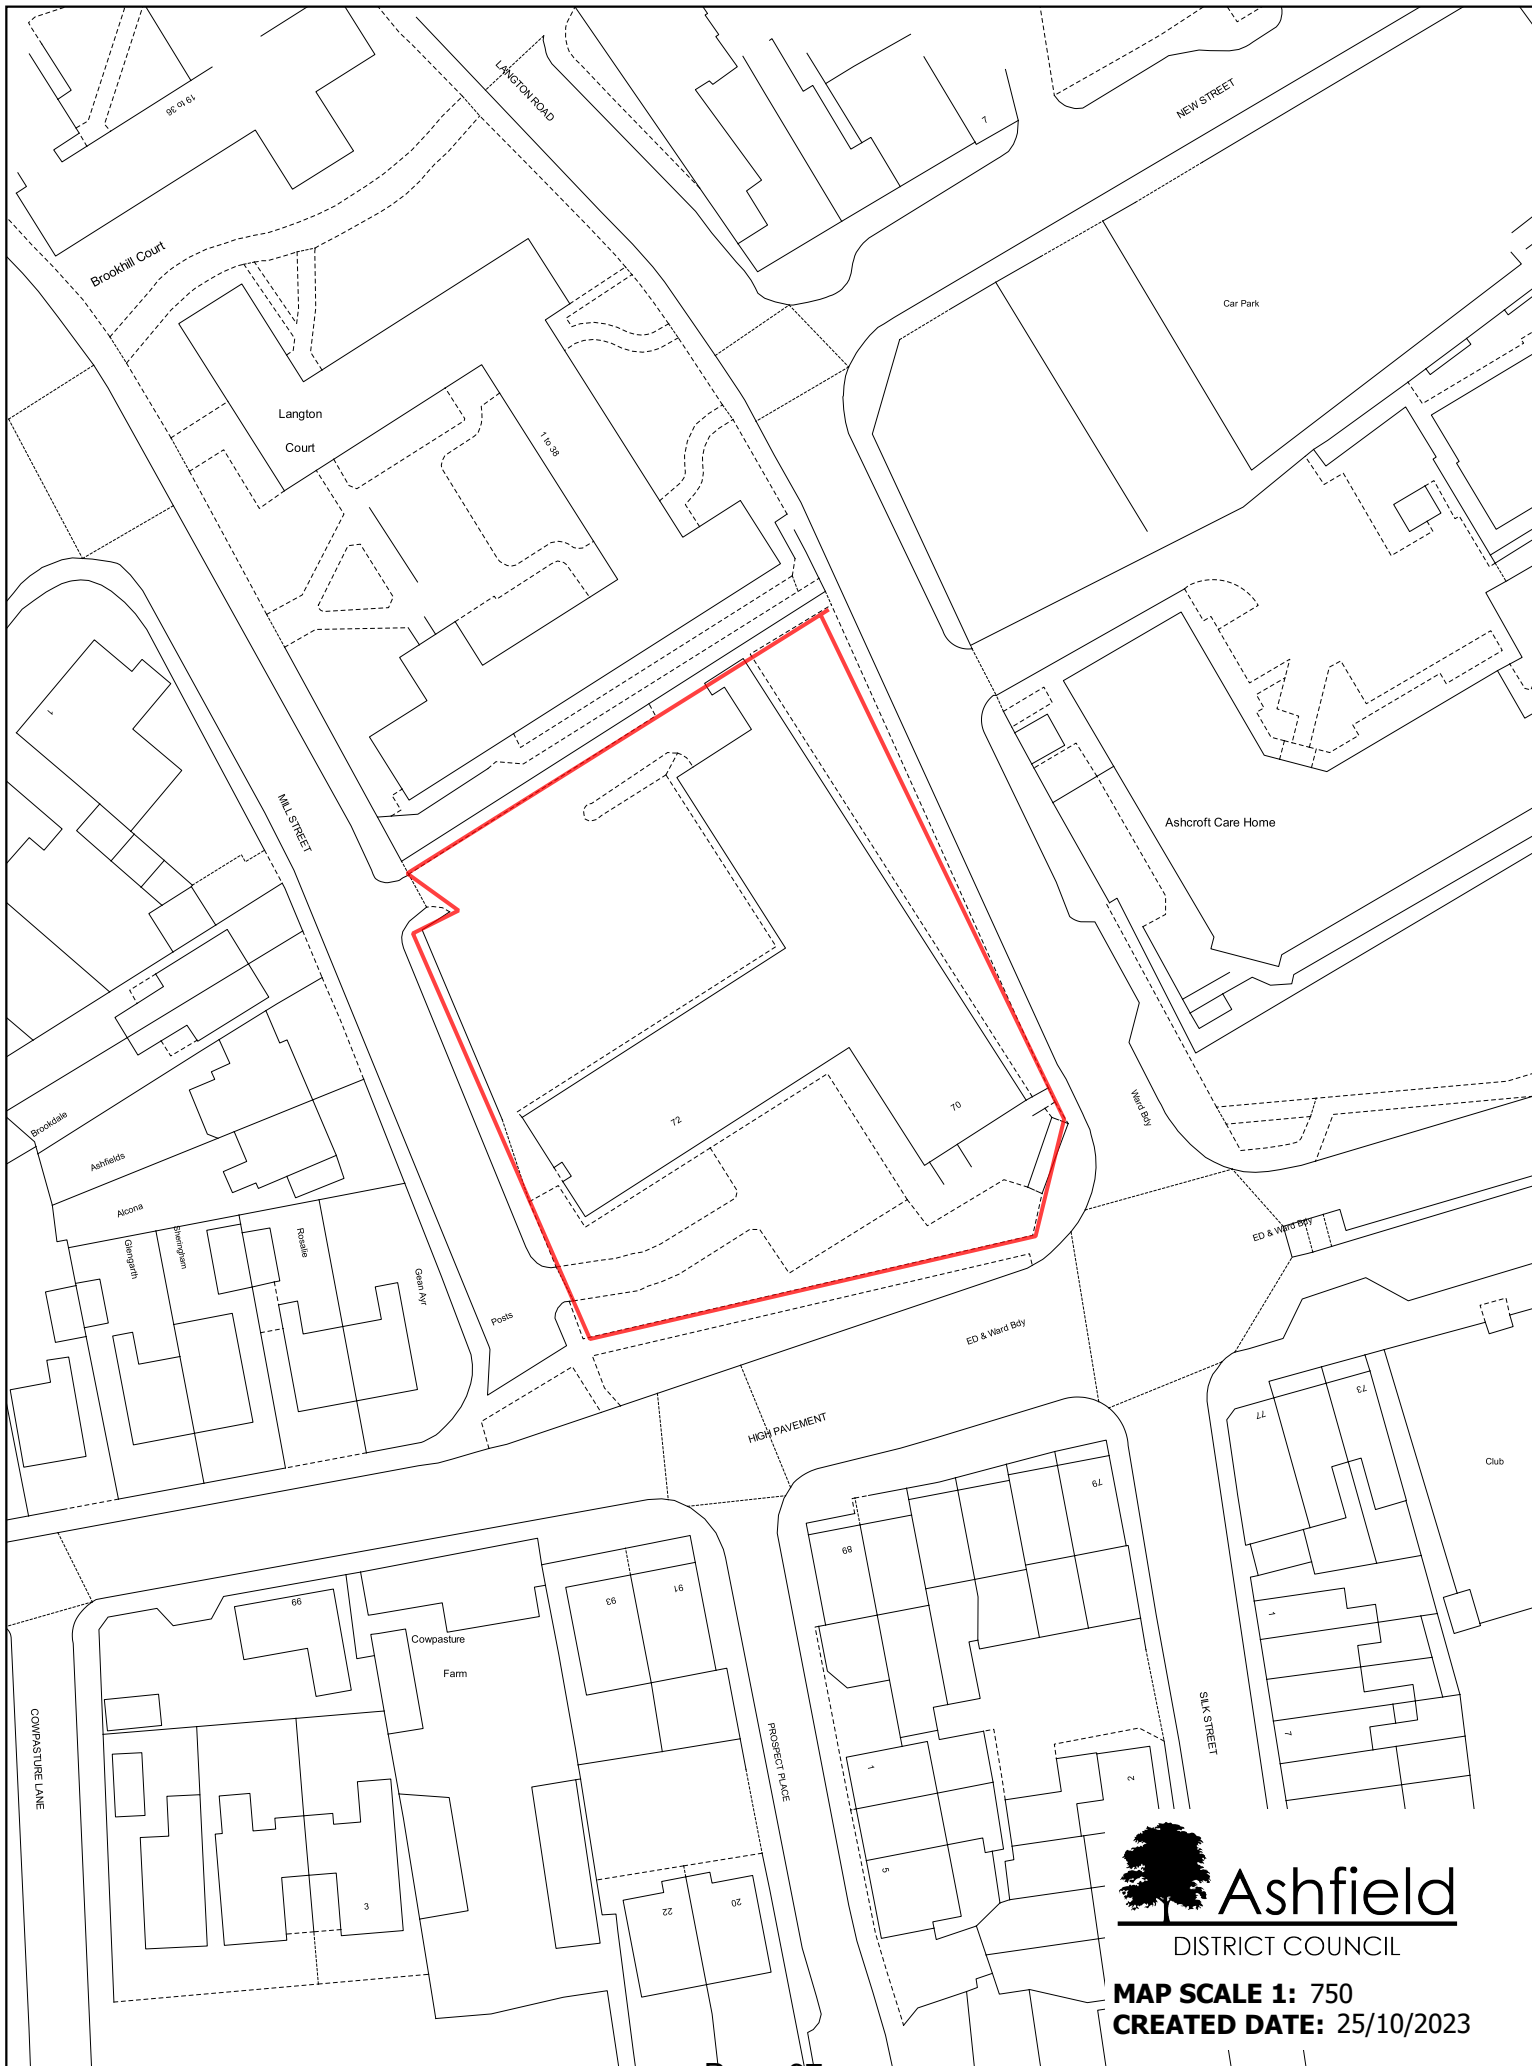 19 to 36
LANGTON ROAD
NEW STREET
7
Brookhill Court
Car Park
Langton
Court
1 to 38
1
MILL STREET
Ashcroft Care Home
72
70
Ward Bdy
Brookdale
Ashfields
Alcona
Glengarth
Sheringham
Rosalie
Gean Ayr
Posts
ED & Ward Bdy
ED & Ward Bdy
HIGH PAVEMENT
77
73
Club
79
89
99
93
91
Cowpasture
Farm
1
7
COWPASTURE LANE
PROSPECT PLACE
SILK STREET
1
2
5
3
22
20
Ashfield
DISTRICT COUNCIL
MAP SCALE 1: 750
CREATED DATE: 25/10/2023